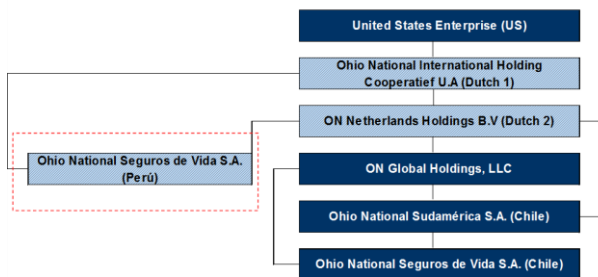 United States Enterprise (US)
Ohio National International Holding
Cooperatief U.A (Dutch 1)
ON Netherlands Holdings B.V (Dutch 2)
Ohio National Seguros de Vida S.A.
(Perú)
ON Global Holdings, LLC
Ohio National Sudamérica S.A. (Chile)
Ohio National Seguros de Vida S.A. (Chile)